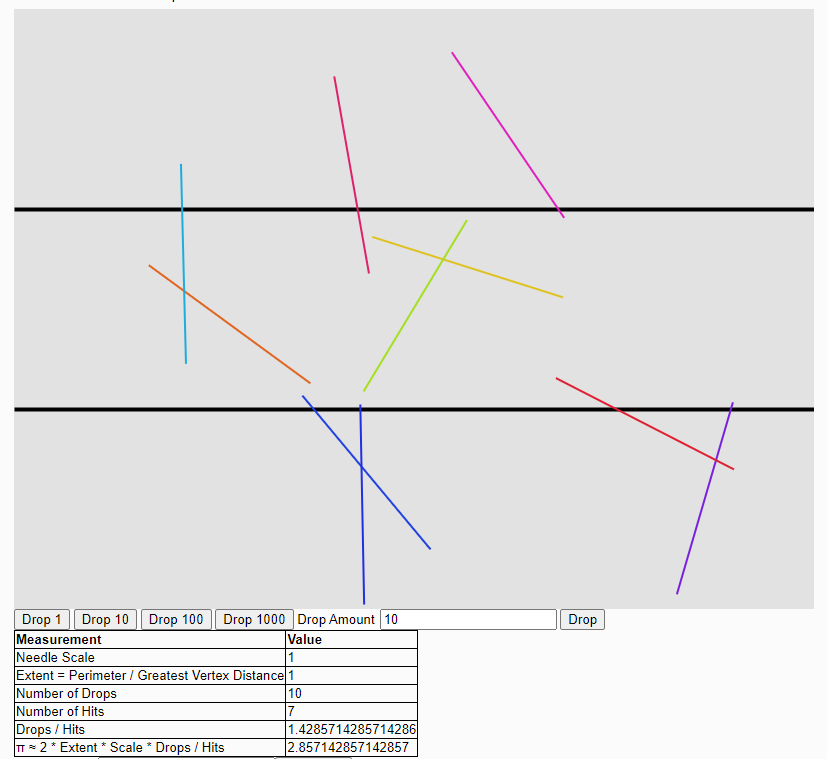 Drop 1 Drop 10 Drop 100 Drop 1000 Drop Amount 10 Drop
Measurement Value
Needle Scale 1
Extent = Perimeter / Greatest Vertex Distance 1
Number of Drops 10
Number of Hits 7
Drops / Hits 1.4285714285714286
π ≈ 2 * Extent * Scale * Drops / Hits 2.857142857142857